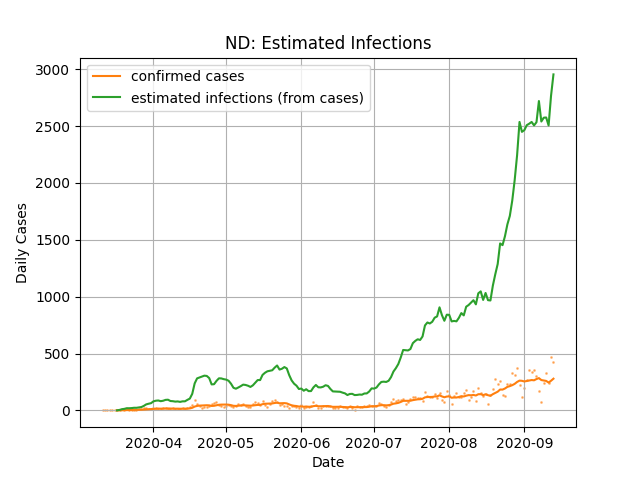 ND: Estimated Infections
confirmed cases
estimated infections (from cases)
3000
2500
2000
1500
1000
500
0
Daily Cases
2020-04
2020-05
2020-06
2020-07
2020-08
2020-09
Date